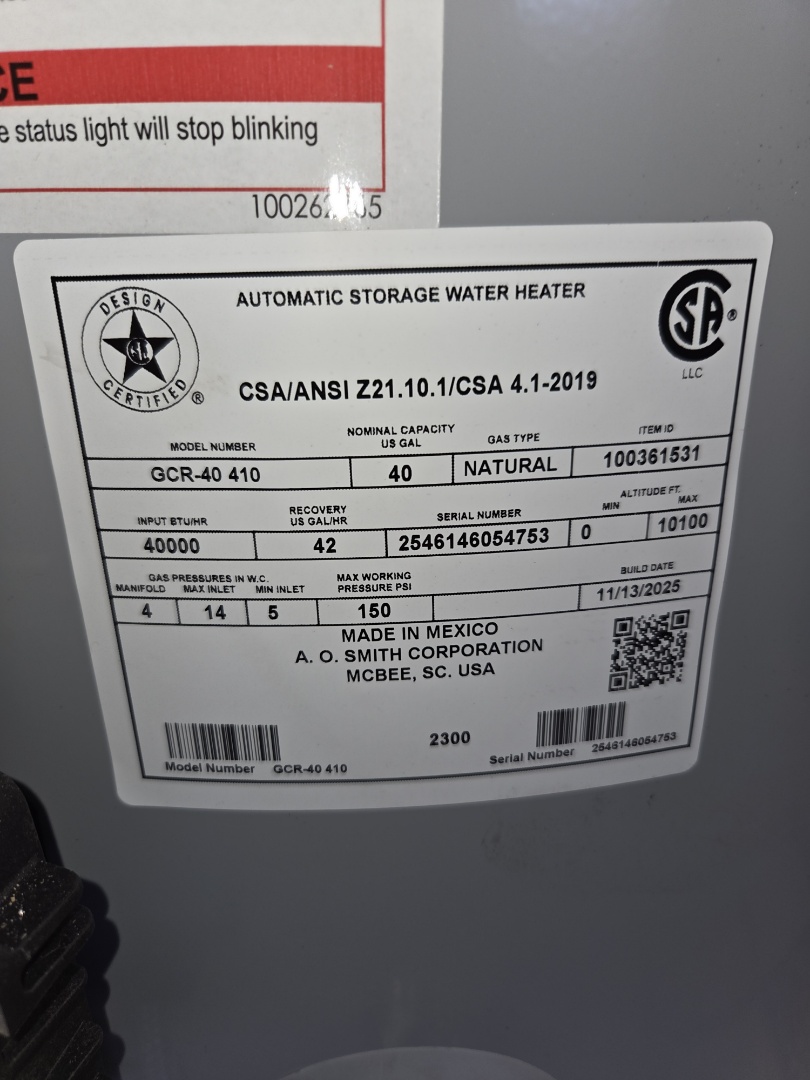 CE
e status light will stop blinking
DESIGN
CERTIFIED
®
AUTOMATIC STORAGE WATER HEATER
SA ®
LLC
CSA/ANSI Z21.10.1/CSA 4.1-2019
MODEL NUMBER NOMINAL CAPACITY US GAL GAS TYPE ITEM ID
GCR-40 410 40 NATURAL 100361531
INPUT BTU/HR RECOVERY US GAL/HR SERIAL NUMBER ALTITUDE FT. MIN MAX
40000 42 2546146054753 0 10100
GAS PRESSURES IN W.C. MANIFOLD MAX INLET MIN INLET MAX WORKING PRESSURE PSI BUILD DATE
4 14 5 150 11/13/2025
MADE IN MEXICO
A. O. SMITH CORPORATION
MCBEE, SC. USA
2300
Model Number GCR-40 410
Serial Number 2546146054753